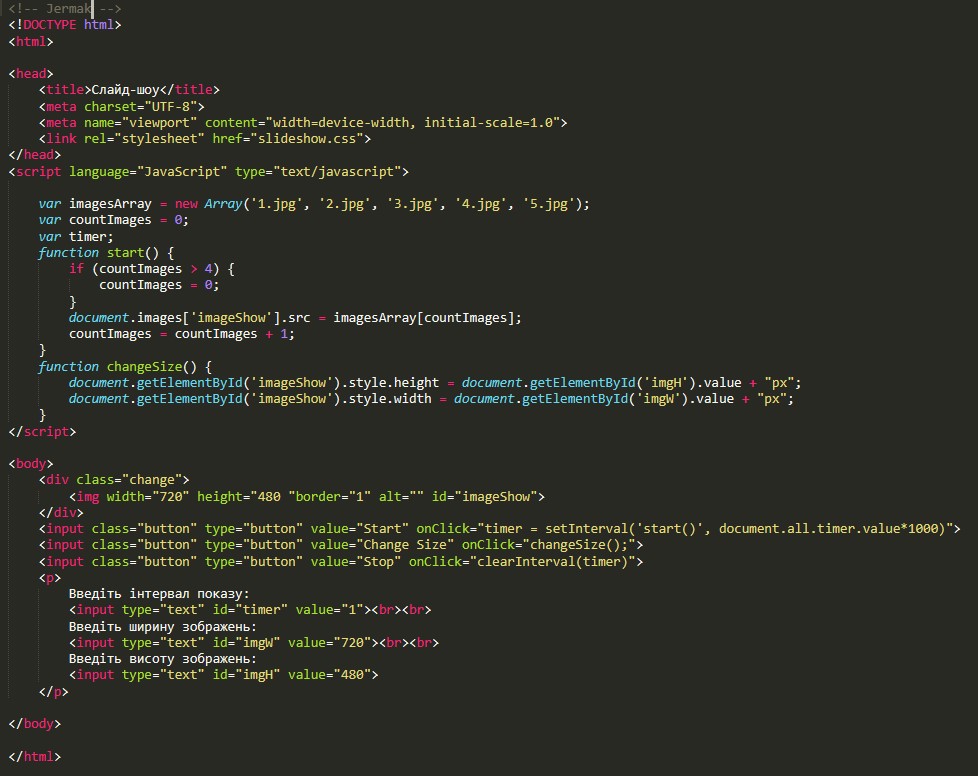 <!-- Jermak -->
<!DOCTYPE html>
<html>
<head>
<title>Слайд-шоу</title>
<meta charset="UTF-8">
<meta name="viewport" content="width=device-width, initial-scale=1.0">
<link rel="stylesheet" href="slideshow.css">
</head>
<script language="JavaScript" type="text/javascript">
var imagesArray = new Array('1.jpg', '2.jpg', '3.jpg', '4.jpg', '5.jpg');
var countImages = 0;
var timer;
function start() {
if (countImages > 4) {
countImages = 0;
}
document.images['imageShow'].src = imagesArray[countImages];
countImages = countImages + 1;
}
function changeSize() {
document.getElementById('imageShow').style.height = document.getElementById('imgH').value + "px";
document.getElementById('imageShow').style.width = document.getElementById('imgW').value + "px";
}
</script>
<body>
<div class="change">
<img width="720" height="480 "border="1" alt="" id="imageShow">
</div>
<input class="button" type="button" value="Start" onClick="timer = setInterval('start()', document.all.timer.value*1000)">
<input class="button" type="button" value="Change Size" onClick="changeSize();">
<input class="button" type="button" value="Stop" onClick="clearInterval(timer)">
<p>
Введіть інтервал показу:
<input type="text" id="timer" value="1"><br><br>
Введіть ширину зображень:
<input type="text" id="imgW" value="720"><br><br>
Введіть висоту зображень:
<input type="text" id="imgH" value="480">
</p>
</body>
</html>